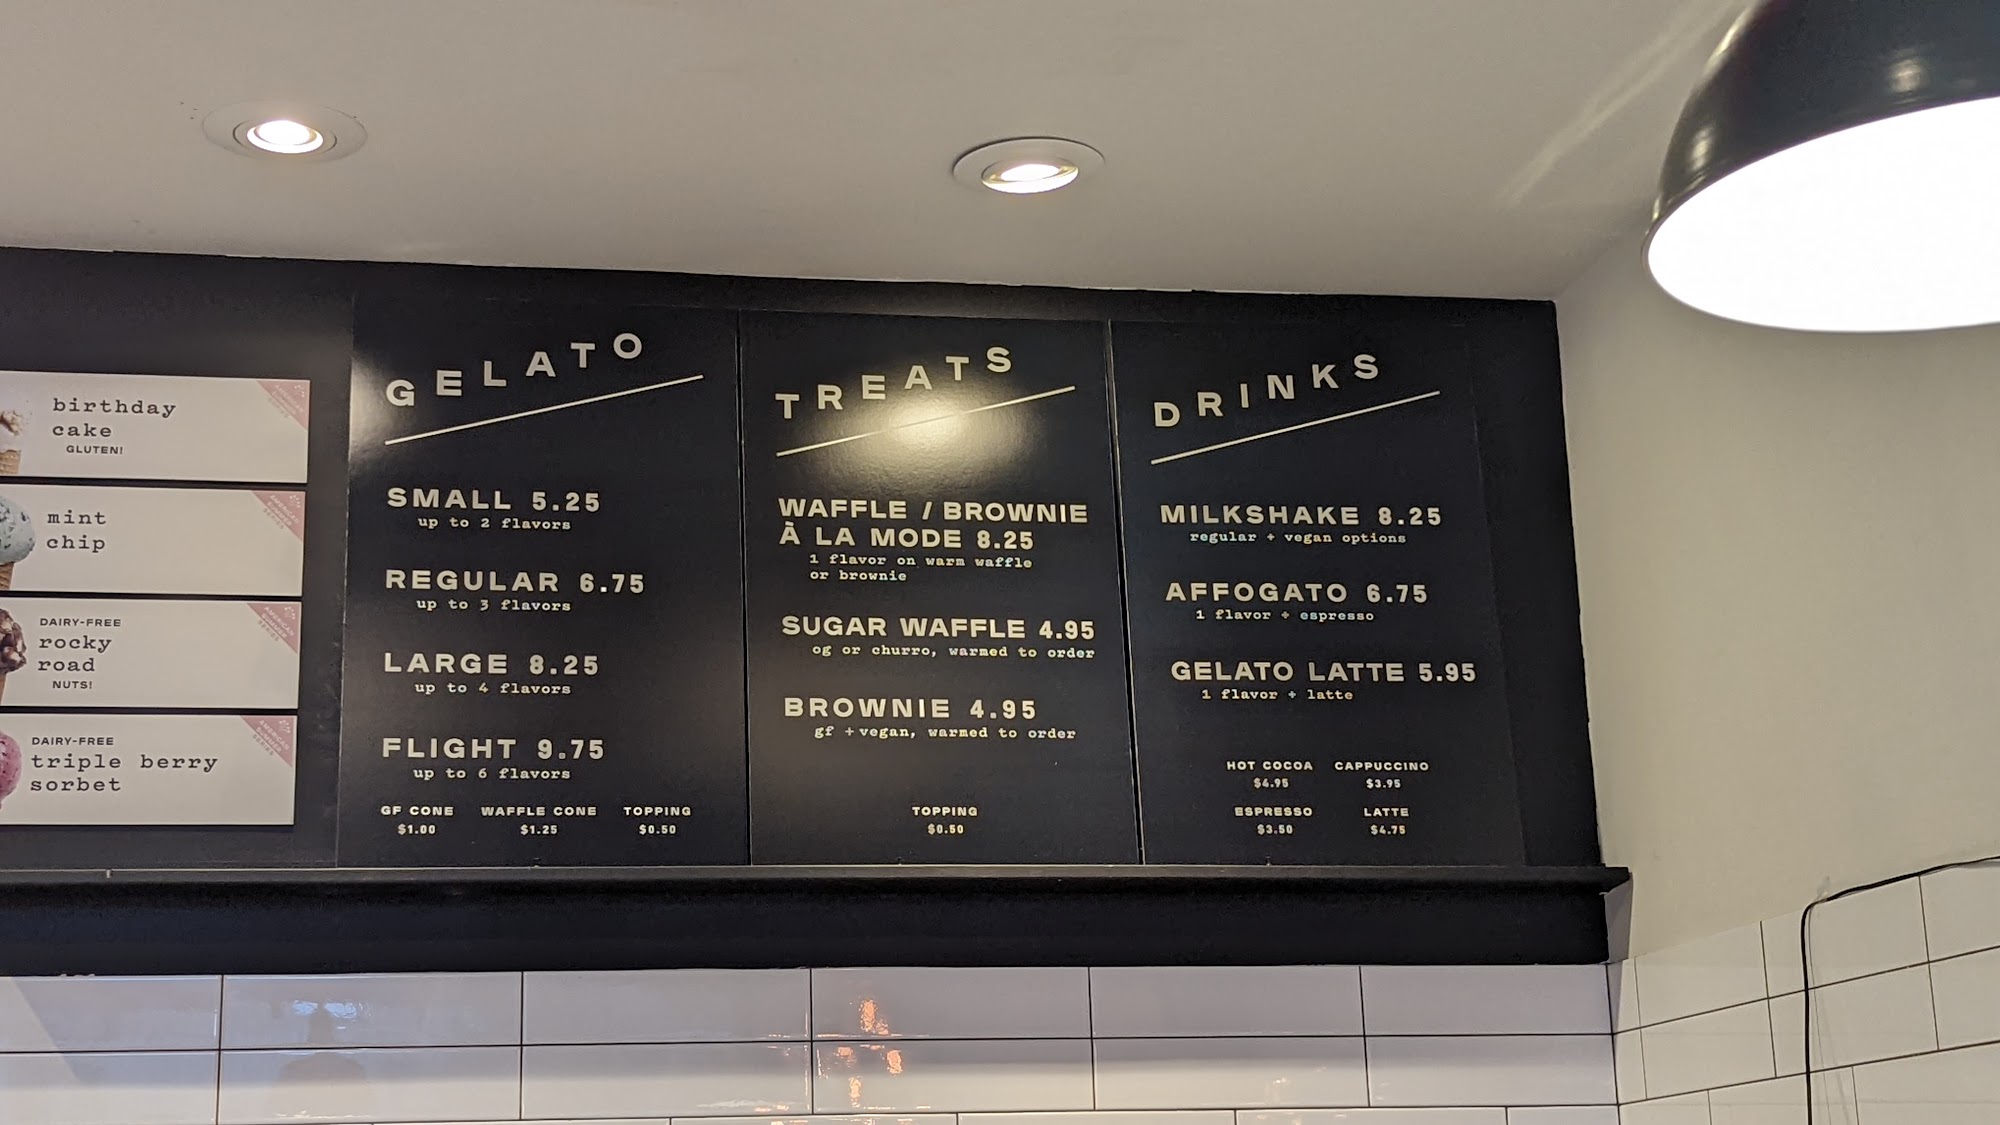 birthday
cake
GLUTEN!
mint
chip
DAIRY-FREE
rocky
road
NUTS!
DAIRY-FREE
triple berry
sorbet
AMERICAN
SUMMER
SERIES
GELATO
SMALL 5.25
up to 2 flavors
REGULAR 6.75
up to 3 flavors
LARGE 8.25
up to 4 flavors
FLIGHT 9.75
up to 6 flavors
GF CONE WAFFLE CONE TOPPING
$1.00 $1.25 $0.50
TREATS
WAFFLE / BROWNIE
À LA MODE 8.25
1 flavor on warm waffle
or brownie
SUGAR WAFFLE 4.95
og or churro, warmed to order
BROWNIE 4.95
gf + vegan, warmed to order
TOPPING
$0.50
DRINKS
MILKSHAKE 8.25
regular + vegan options
AFFOGATO 6.75
1 flavor + espresso
GELATO LATTE 5.95
1 flavor + latte
HOT COCOA CAPPUCCINO
$4.95 $3.95
ESPRESSO LATTE
$3.50 $4.75